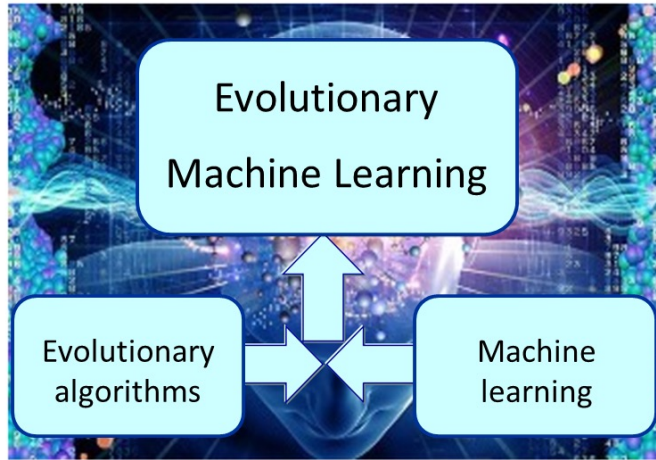 Evolutionary
Machine Learning
Evolutionary
algorithms
Machine
learning